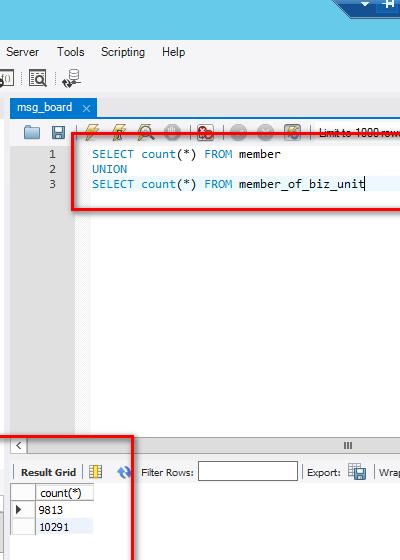 Server Tools Scripting Help
msg_board
Limit to 1000 rows
1 SELECT count(*) FROM member
2 UNION
3 SELECT count(*) FROM member_of_biz_unit
Result Grid Filter Rows: Export: Wrap
count(*)
9813
10291